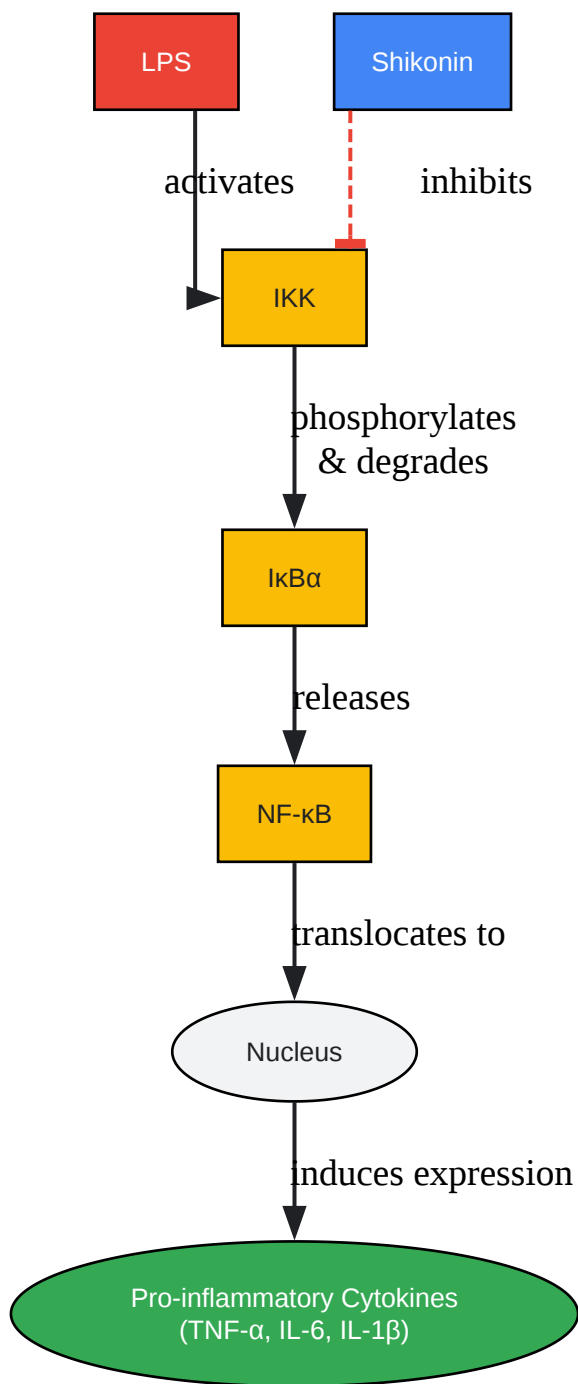 LPS
Shikonin
activates
inhibits
IKK
phosphorylates
& degrades
IκBα
releases
NF-κB
translocates to
Nucleus
induces expression
Pro-inflammatory Cytokines
(TNF-α, IL-6, IL-1β)